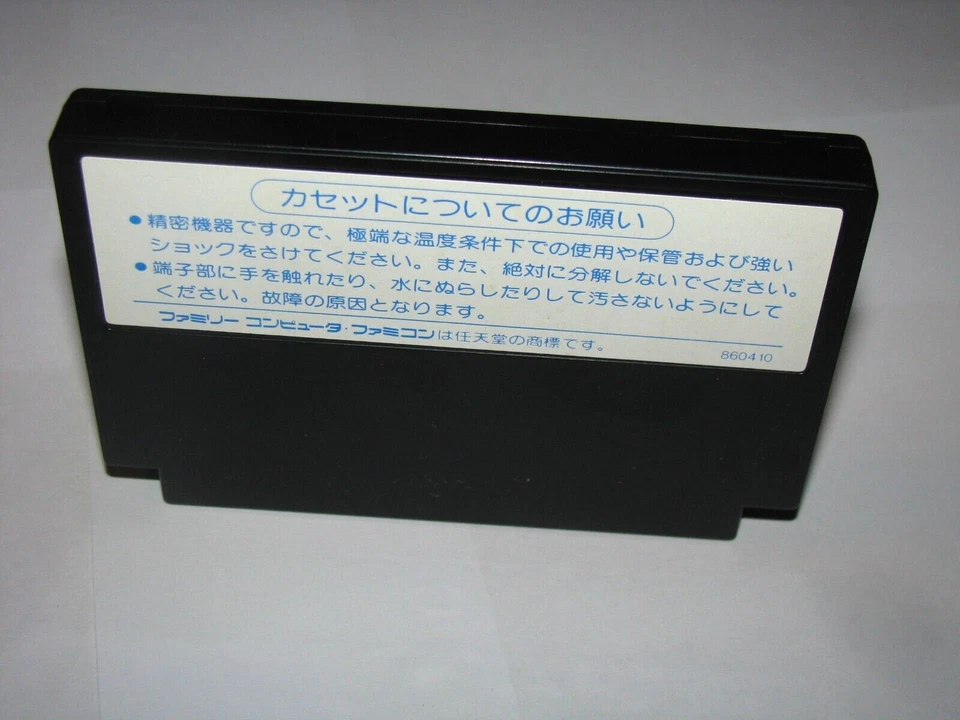 カセットについてのお願い
●精密機器ですので、極端な温度条件下での使用や保管および強い
ショックをさけてください。また、絶対に分解しないでください。
●端子部に手を触れたり、水にぬらしたりして汚さないようにして
ください。故障の原因となります。
ファミリー コンピュータ・ファミコンは任天堂の商標です。
860410